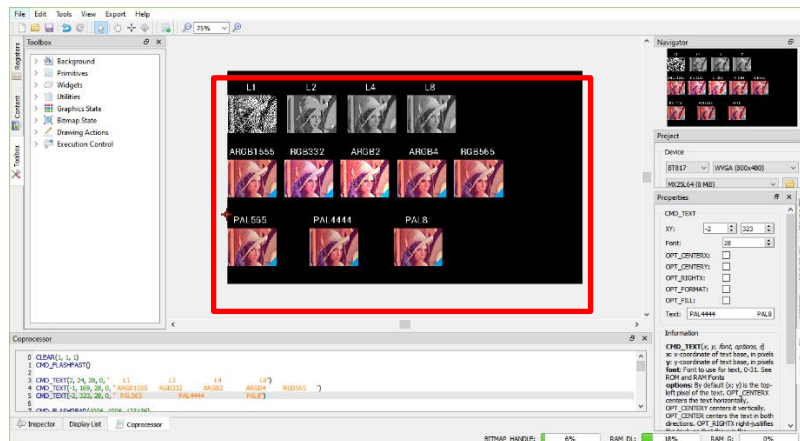 File Edit Tools View Export Help
75%
Toolbox
Background
Primitives
Widgets
Utilities
Graphics State
Bitmap State
Drawing Actions
Execution Control
Registers
Content
Toolbox
L1 L2 L4 L8
ARGB1555 RGB332 ARGB2 ARGB4 RGB565
PAL565 PAL4444 PAL8
Navigator
Project
Device
BT817 WVGA (800x480)
MX25L64 (8 MiB)
Properties
CMD_TEXT
XY: -2 323
Font: 28
OPT_CENTERX:
OPT_CENTERY:
OPT_RIGHTX:
OPT_FORMAT:
OPT_FILL:
Text: PAL4444 PAL8
Information
CMD_TEXT(x, y, font, options, s)
x: x-coordinate of text base, in pixels
y: y-coordinate of text base, in pixels
font: Font to use for text, 0-31. See
ROM and RAM Fonts
options: By default (x; y) is the top-
left pixel of the text. OPT_CENTERX
centers the text horizontally,
OPT_CENTERY centers it vertically.
OPT_CENTER centers the text in both
directions. OPT_RIGHTX right-justifies
Coprocessor
0 CLEAR(1, 1, 1)
1 CMD_FLASHFAST()
2
3 CMD_TEXT(2, 24, 28, 0, " L1 L2 L4 L8")
4 CMD_TEXT(-1, 169, 28, 0, " ARGB1555 RGB332 ARGB2 ARGB4 RGB565 ")
5 CMD_TEXT(-2, 323, 28, 0, " PAL565 PAL4444 PAL8")
6
Inspector Display List Coprocessor
BITMAP_HANDLE: 6% RAM_DL: 18% RAM_G: 0%